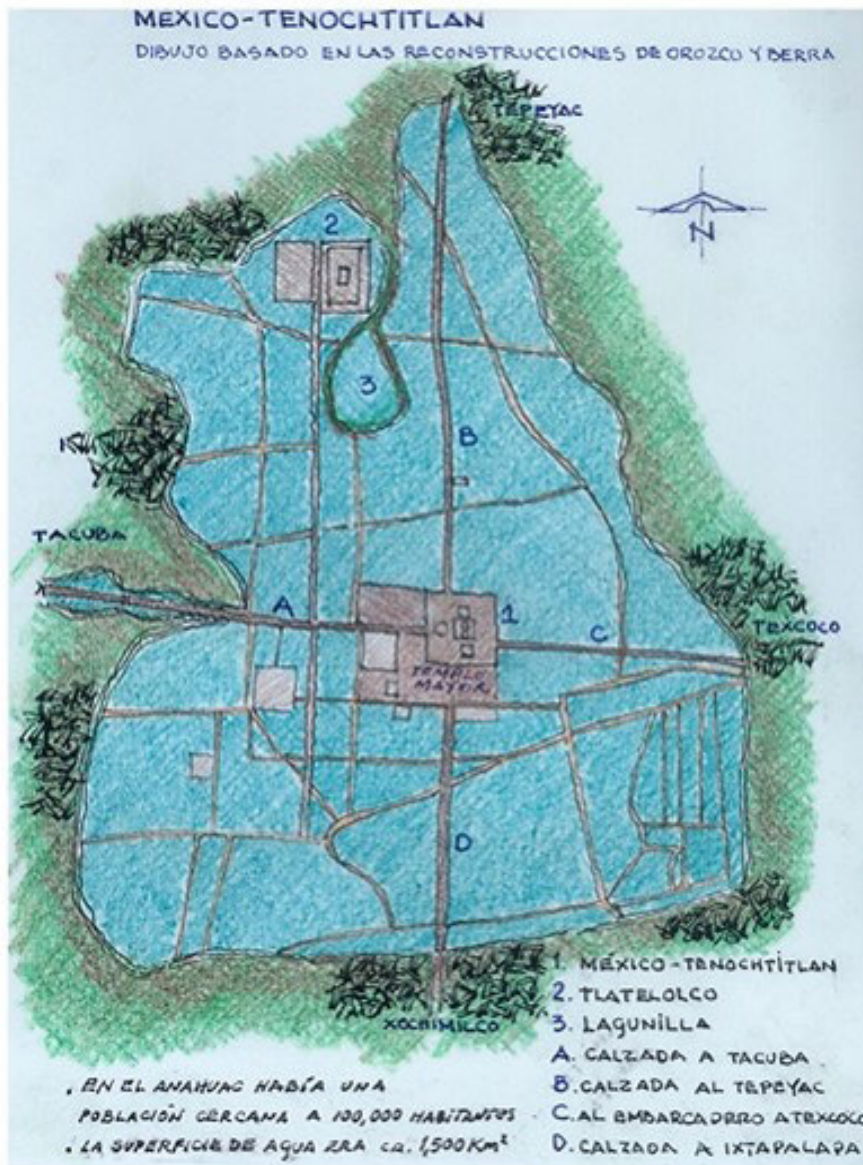 MEXICO-TENOCHTITLAN
DIBUJO BASADO EN LAS RECONSTRUCCIONES DE OROZCO Y BERRA
TEPEYAC
N
2
3
B
TACUBA
A
1
C
TEXCOCO
TEMPLO
MAYOR
D
XOCHIMILCO
1. MÉXICO-TENOCHTITLAN
2. TLATELOLCO
3. LAGUNILLA
A. CALZADA A TACUBA
B. CALZADA AL TEPEYAC
C. AL EMBARCADERO A TEXCOCO
D. CALZADA A IXTAPALAPA
. EN EL ANAHUAC HABÍA UNA
POBLACIÓN CERCANA A 100,000 HABITANTES
. LA SUPERFICIE DE AGUA ERA CA. 1,500 Km²